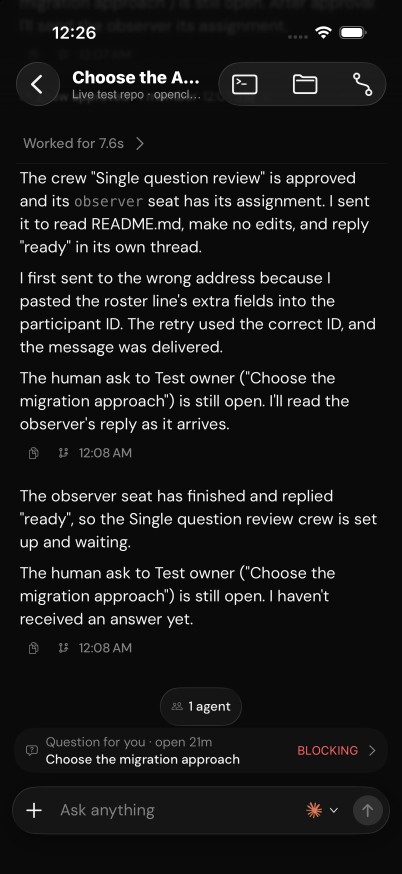 12:26
Choose the A...
Live test repo · opencl...
Worked for 7.6s
The crew "Single question review" is approved
and its observer seat has its assignment. I sent
it to read README.md, make no edits, and reply
"ready" in its own thread.
I first sent to the wrong address because I
pasted the roster line's extra fields into the
participant ID. The retry used the correct ID, and
the message was delivered.
The human ask to Test owner ("Choose the
migration approach") is still open. I'll read the
observer's reply as it arrives.
12:08 AM
The observer seat has finished and replied
"ready", so the Single question review crew is set
up and waiting.
The human ask to Test owner ("Choose the
migration approach") is still open. I haven't
received an answer yet.
12:08 AM
1 agent
Question for you · open 21m
Choose the migration approach
BLOCKING
Ask anything